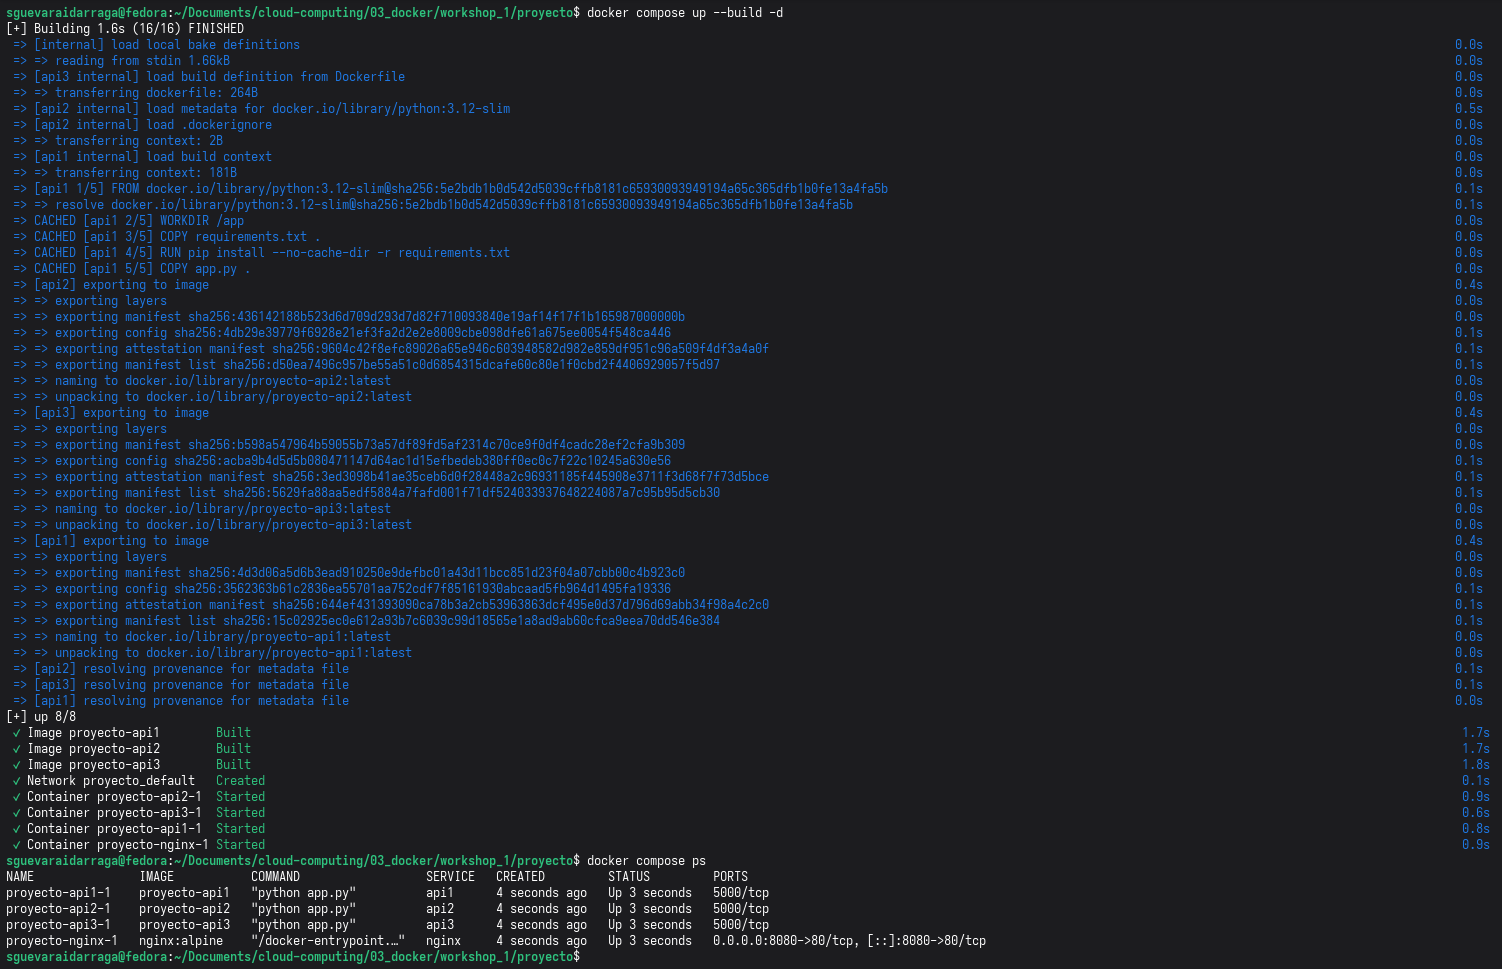 sguevaraidarraga@fedora:~/Documents/cloud-computing/03_docker/workshop_1/proyecto$ docker compose up --build -d
[+] Building 1.6s (16/16) FINISHED
=> [internal] load local bake definitions 0.0s
=> => reading from stdin 1.66kB 0.0s
=> [api3 internal] load build definition from Dockerfile 0.0s
=> => transferring dockerfile: 264B 0.0s
=> [api2 internal] load metadata for docker.io/library/python:3.12-slim 0.5s
=> [api2 internal] load .dockerignore 0.0s
=> => transferring context: 2B 0.0s
=> [api1 internal] load build context 0.0s
=> => transferring context: 181B 0.0s
=> [api1 1/5] FROM docker.io/library/python:3.12-slim@sha256:5e2bdb1b0d542d5039cffb8181c65930093949194a65c365dfb1b0fe13a4fa5b 0.1s
=> => resolve docker.io/library/python:3.12-slim@sha256:5e2bdb1b0d542d5039cffb8181c65930093949194a65c365dfb1b0fe13a4fa5b 0.1s
=> CACHED [api1 2/5] WORKDIR /app 0.0s
=> CACHED [api1 3/5] COPY requirements.txt . 0.0s
=> CACHED [api1 4/5] RUN pip install --no-cache-dir -r requirements.txt 0.0s
=> CACHED [api1 5/5] COPY app.py . 0.0s
=> [api2] exporting to image 0.4s
=> => exporting layers 0.0s
=> => exporting manifest sha256:436142188b523d6d709d293d7d82f710093840e19af14f17f1b165987000000b 0.0s
=> => exporting config sha256:4db29e39779f6928e21ef3fa2d2e2e8009cbe098dfe61a675ee0054f548ca446 0.1s
=> => exporting attestation manifest sha256:9604c42f8efc89026a65e946c603948582d982e859df951c96a509f4df3a4a0f 0.1s
=> => exporting manifest list sha256:d50ea7496c957be55a51c0d6854315dcafe60c80e1f0cbd2f4406929057f5d97 0.1s
=> => naming to docker.io/library/proyecto-api2:latest 0.0s
=> => unpacking to docker.io/library/proyecto-api2:latest 0.0s
=> [api3] exporting to image 0.4s
=> => exporting layers 0.0s
=> => exporting manifest sha256:b598a547964b59055b73a57df89fd5af2314c70ce9f0df4cadc28ef2cfa9b309 0.0s
=> => exporting config sha256:acba9b4d5d5b080471147d64ac1d15efbedeb380ff0ec0c7f22c10245a630e56 0.1s
=> => exporting attestation manifest sha256:3ed3098b41ae35ceb6d0f28448a2c96931185f445908e3711f3d68f7f73d5bce 0.1s
=> => exporting manifest list sha256:5629fa88aa5edf5884a7fafd001f71df524033937648224087a7c95b95d5cb30 0.1s
=> => naming to docker.io/library/proyecto-api3:latest 0.0s
=> => unpacking to docker.io/library/proyecto-api3:latest 0.0s
=> [api1] exporting to image 0.4s
=> => exporting layers 0.0s
=> => exporting manifest sha256:4d3d06a5d6b3ead910250e9defbc01a43d11bcc851d23f04a07cbb00c4b923c0 0.0s
=> => exporting config sha256:3562363b61c2836ea55701aa752cdf7f85161930abcaad5fb964d1495fa19336 0.1s
=> => exporting attestation manifest sha256:644ef431393090ca78b3a2cb53963863dcf495e0d37d796d69abb34f98a4c2c0 0.1s
=> => exporting manifest list sha256:15c02925ec0e612a93b7c6039c99d18565e1a8ad9ab60cfca9eea70dd546e384 0.1s
=> => naming to docker.io/library/proyecto-api1:latest 0.0s
=> => unpacking to docker.io/library/proyecto-api1:latest 0.0s
=> [api2] resolving provenance for metadata file 0.1s
=> [api3] resolving provenance for metadata file 0.1s
=> [api1] resolving provenance for metadata file 0.0s
[+] up 8/8
✓ Image proyecto-api1 Built 1.7s
✓ Image proyecto-api2 Built 1.7s
✓ Image proyecto-api3 Built 1.8s
✓ Network proyecto_default Created 0.1s
✓ Container proyecto-api2-1 Started 0.9s
✓ Container proyecto-api3-1 Started 0.6s
✓ Container proyecto-api1-1 Started 0.8s
✓ Container proyecto-nginx-1 Started 0.9s
sguevaraidarraga@fedora:~/Documents/cloud-computing/03_docker/workshop_1/proyecto$ docker compose ps
NAME IMAGE COMMAND SERVICE CREATED STATUS PORTS
proyecto-api1-1 proyecto-api1 "python app.py" api1 4 seconds ago Up 3 seconds 5000/tcp
proyecto-api2-1 proyecto-api2 "python app.py" api2 4 seconds ago Up 3 seconds 5000/tcp
proyecto-api3-1 proyecto-api3 "python app.py" api3 4 seconds ago Up 3 seconds 5000/tcp
proyecto-nginx-1 nginx:alpine "/docker-entrypoint.…" nginx 4 seconds ago Up 3 seconds 0.0.0.0:8080->80/tcp, [::]:8080->80/tcp
sguevaraidarraga@fedora:~/Documents/cloud-computing/03_docker/workshop_1/proyecto$